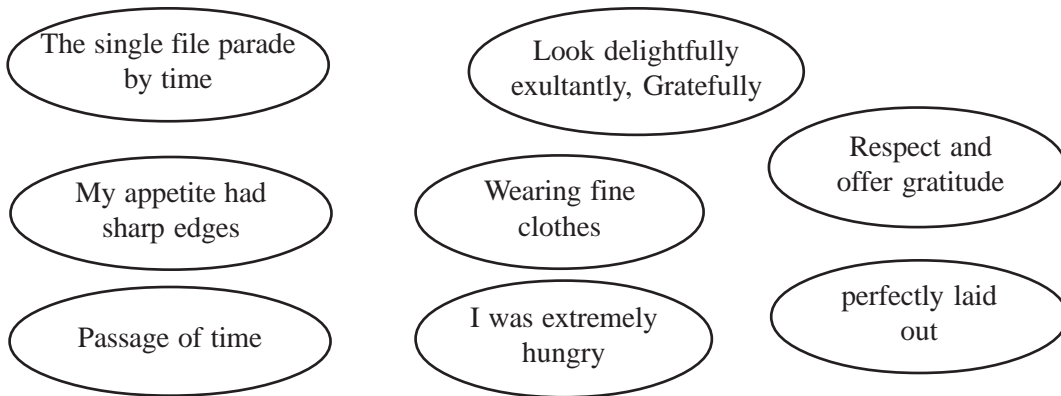 The single file parade
by time
Look delightfully
exultantly, Gratefully
Respect and
offer gratitude
My appetite had
sharp edges
Wearing fine
clothes
perfectly laid
out
Passage of time
I was extremely
hungry